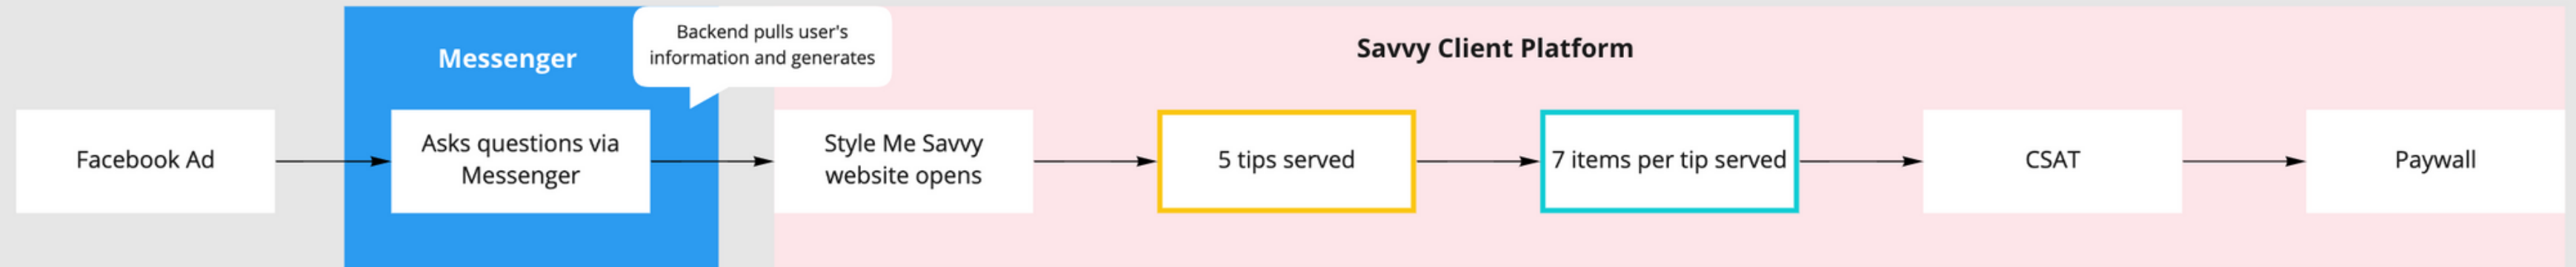 Messenger
Backend pulls user's
information and generates
Savvy Client Platform
Facebook Ad
Asks questions via
Messenger
Style Me Savvy
website opens
5 tips served
7 items per tip served
CSAT
Paywall